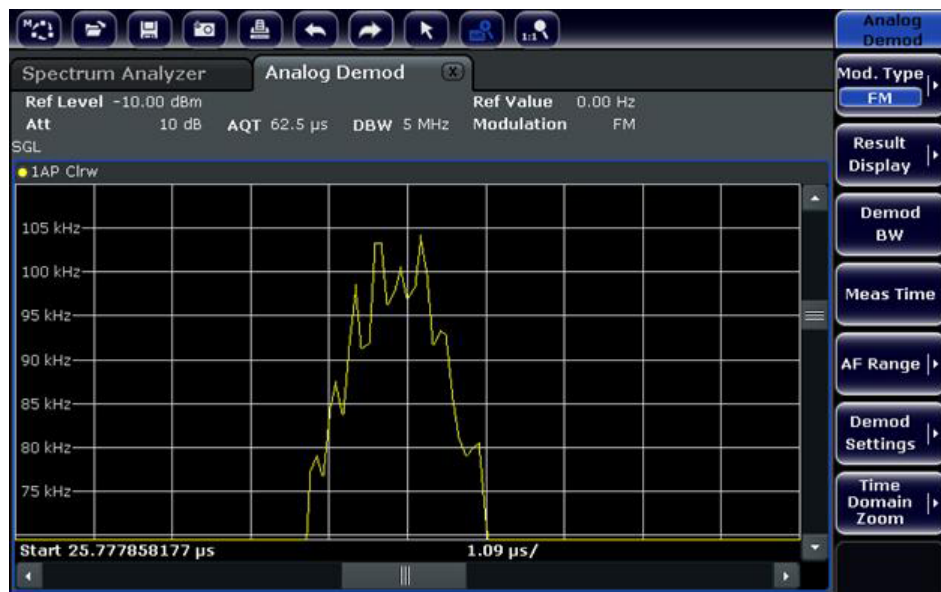 Analog
Demod
Spectrum Analyzer
Analog Demod
Ref Level -10.00 dBm
Ref Value 0.00 Hz
Att 10 dB AQT 62.5 µs DBW 5 MHz Modulation FM
SGL
1AP Clrw
105 kHz
100 kHz
95 kHz
90 kHz
85 kHz
80 kHz
75 kHz
Start 25.777858177 µs
1.09 µs/
Mod. Type
FM
Result
Display
Demod
BW
Meas Time
AF Range
Demod
Settings
Time
Domain
Zoom
1:1
M
X